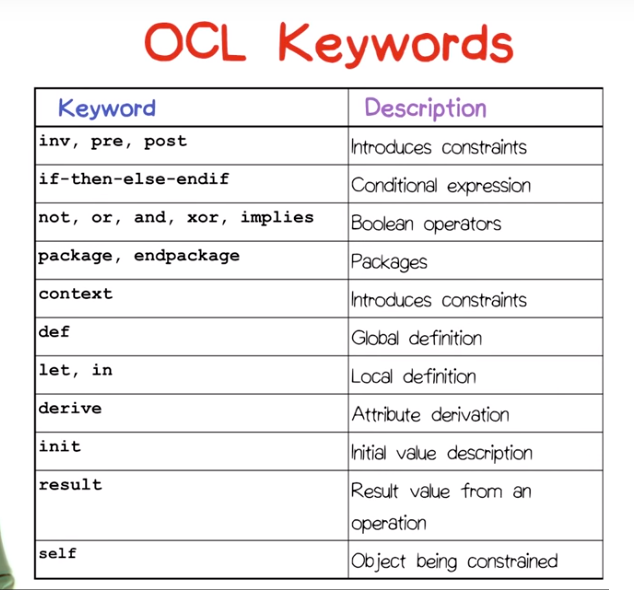 OCL Keywords
Keyword Description
inv, pre, post Introduces constraints
if-then-else-endif Conditional expression
not, or, and, xor, implies Boolean operators
package, endpackage Packages
context Introduces constraints
def Global definition
let, in Local definition
derive Attribute derivation
init Initial value description
result Result value from an
operation
self Object being constrained